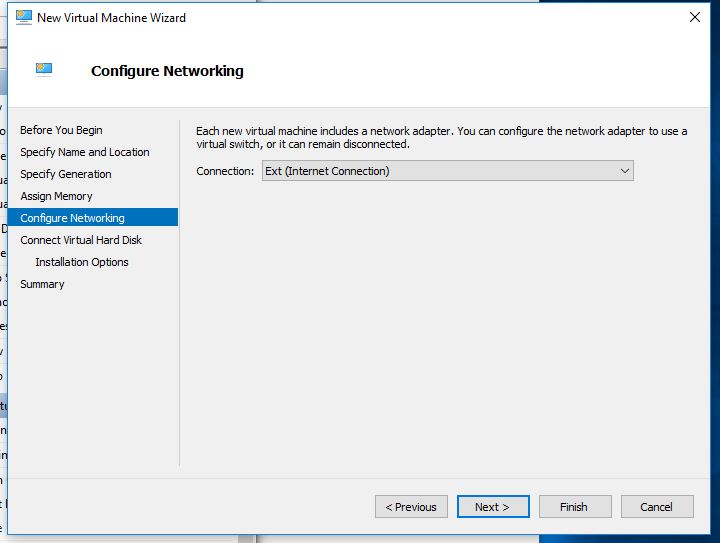 New Virtual Machine Wizard
Configure Networking
Before You Begin
Specify Name and Location
Specify Generation
Assign Memory
Configure Networking
Connect Virtual Hard Disk
Installation Options
Summary
Each new virtual machine includes a network adapter. You can configure the network adapter to use a
virtual switch, or it can remain disconnected.
Connection: Ext (Internet Connection)
< Previous
Next >
Finish
Cancel